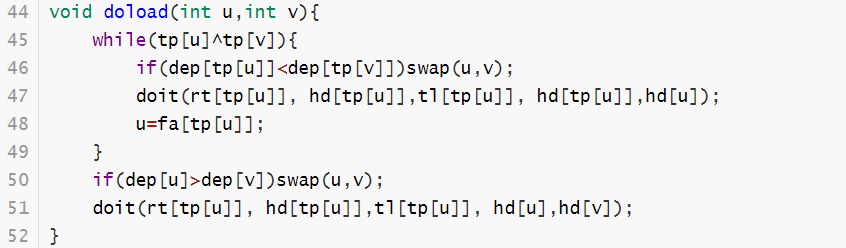 44 void doload(int u,int v){
45     while(tp[u]^tp[v]){
46         if(dep[tp[u]]<dep[tp[v]])swap(u,v);
47         doit(rt[tp[u]], hd[tp[u]],tl[tp[u]], hd[tp[u]],hd[u]);
48         u=fa[tp[u]];
49     }
50     if(dep[u]>dep[v])swap(u,v);
51     doit(rt[tp[u]], hd[tp[u]],tl[tp[u]], hd[u],hd[v]);
52 }